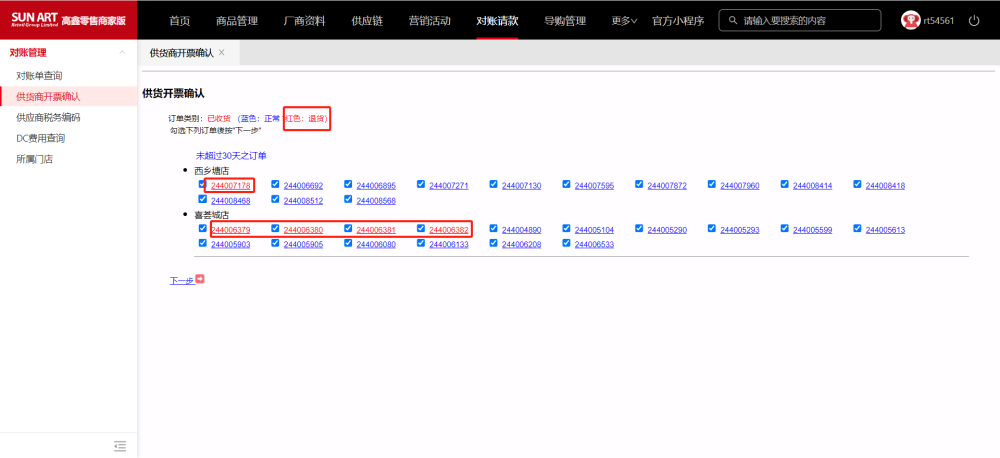 SUN ART 高鑫零售商家版
Retail Group Limited
首页 商品管理 厂商资料 供应链 营销活动 对账请款 导购管理 更多 官方小程序 请输入要搜索的内容 rt54561
对账管理
对账单查询
供货商开票确认
供应商税务编码
DC费用查询
所属门店
供货商开票确认 ×
供货开票确认
订单类别: 已收货 (蓝色: 正常 红色: 退货)
勾选下列订单後按"下一步"
未超过30天之订单
西乡塘店
244007178 244006692 244006895 244007271 244007130 244007595 244007872 244007960 244008414 244008418
244008468 244008512 244008568
喜荟城店
244006379 244006380 244006381 244006382 244004890 244005104 244005290 244005293 244005599 244005613
244005903 244005905 244006080 244006133 244006208 244006533
下一步